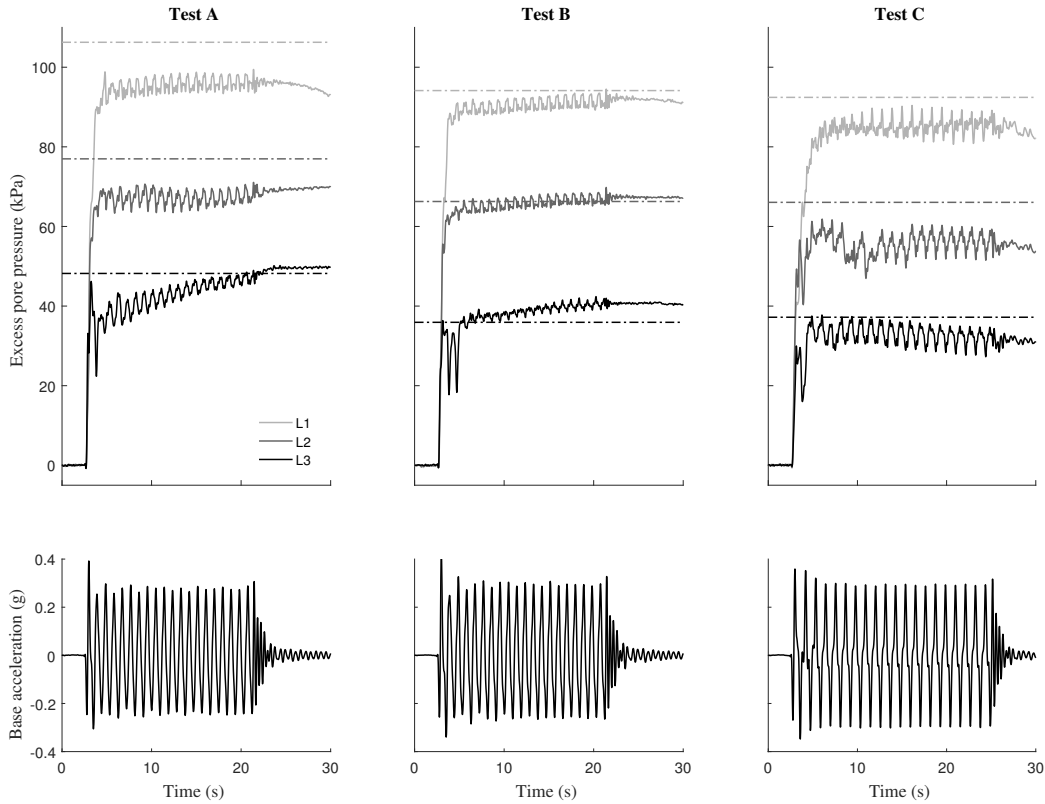 Test A
Test B
Test C
Excess pore pressure (kPa)
100
80
60
40
20
0
L1
L2
L3
Base acceleration (g)
0.4
0.2
0
-0.2
-0.4
0 10 20 30
0 10 20 30
0 10 20 30
Time (s)
Time (s)
Time (s)